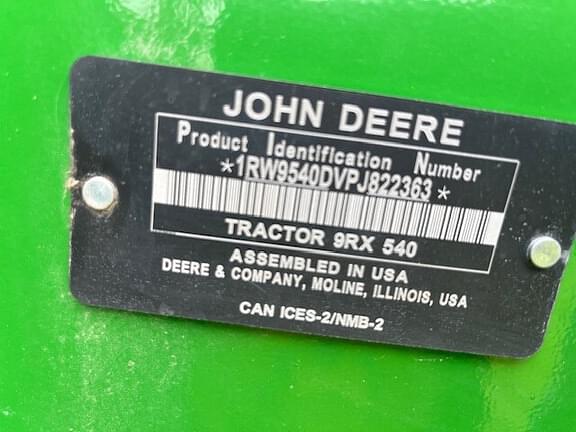 JOHN DEERE
Product Identification Number
*1RW9540DVPJ822363*
TRACTOR 9RX 540
ASSEMBLED IN USA
DEERE & COMPANY, MOLINE, ILLINOIS, USA
CAN ICES-2/NMB-2